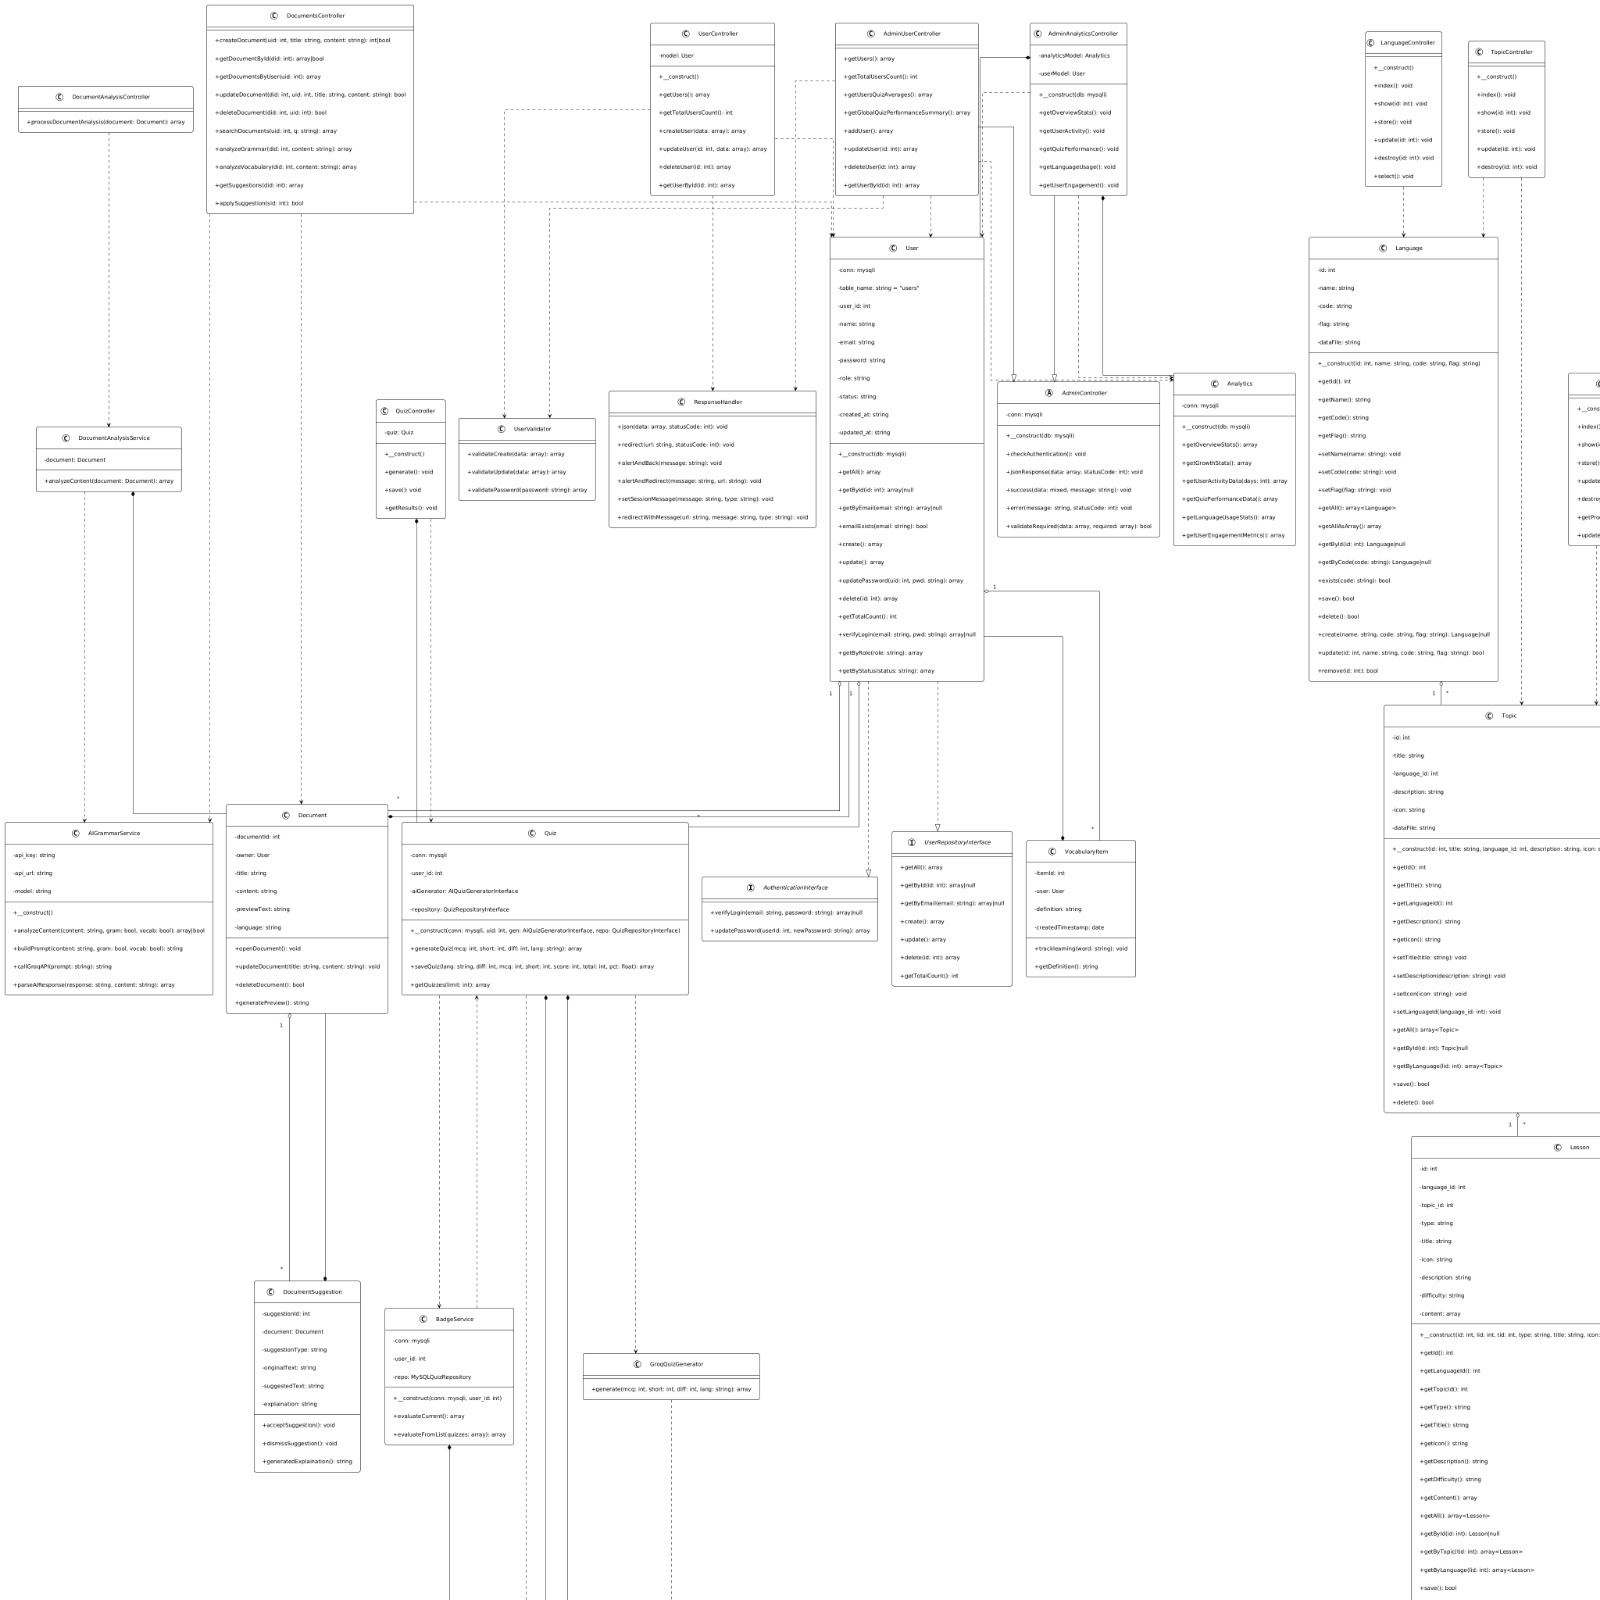 C DocumentsController
+createDocument(uid: int, title: string, content: string): int|bool
+getDocumentById(did: int): array|bool
+getDocumentsByUser(uid: int): array
+updateDocument(did: int, uid: int, title: string, content: string): bool
+deleteDocument(did: int, uid: int): bool
+searchDocuments(uid: int, q: string): array
+analyzeGrammar(did: int, content: string): array
+analyzeVocabulary(did: int, content: string): array
+getSuggestions(did: int): array
+applySuggestion(sid: int): bool
C UserController
-model: User
+__construct()
+getUsers(): array
+getTotalUsersCount(): int
+createUser(data: array): array
+updateUser(id: int, data: array): array
+deleteUser(id: int): array
+getUserById(id: int): array
C AdminUserController
+getUsers(): array
+getTotalUsersCount(): int
+getUsersQuizAverages(): array
+getGlobalQuizPerformanceSummary(): array
+addUser(): array
+updateUser(id: int): array
+deleteUser(id: int): array
+getUserById(id: int): array
C AdminAnalyticsController
-analyticsModel: Analytics
-userModel: User
+__construct(db: mysqli)
+getOverviewStats(): void
+getUserActivity(): void
+getQuizPerformance(): void
+getLanguageUsage(): void
+getUserEngagement(): void
C LanguageController
+__construct()
+index(): void
+show(id: int): void
+store(): void
+update(id: int): void
+destroy(id: int): void
+select(): void
C TopicController
+__construct()
+index(): void
+show(id: int): void
+store(): void
+update(id: int): void
+destroy(id: int): void
C DocumentAnalysisController
+processDocumentAnalysis(document: Document): array
C User
-conn: mysqli
-table_name: string = "users"
-user_id: int
-name: string
-email: string
-password: string
-role: string
-status: string
-created_at: string
-updated_at: string
+__construct(db: mysqli)
+getAll(): array
+getById(id: int): array|null
+getByEmail(email: string): array|null
+emailExists(email: string): bool
+create(): array
+update(): array
+updatePassword(uid: int, pwd: string): array
+delete(id: int): array
+getTotalCount(): int
+verifyLogin(email: string, pwd: string): array|null
+getByRole(role: string): array
+getByStatus(status: string): array
C Language
-id: int
-name: string
-code: string
-flag: string
-dataFile: string
+__construct(id: int, name: string, code: string, flag: string)
+getId(): int
+getName(): string
+getCode(): string
+getFlag(): string
+setName(name: string): void
+setCode(code: string): void
+setFlag(flag: string): void
+getAll(): array<Language>
+getAllAsArray(): array
+getById(id: int): Language|null
+getByCode(code: string): Language|null
+exists(code: string): bool
+save(): bool
+delete(): bool
+create(name: string, code: string, flag: string): Language|null
+update(id: int, name: string, code: string, flag: string): bool
+remove(id: int): bool
C DocumentAnalysisService
-document: Document
+analyzeContent(document: Document): array
C QuizController
-quiz: Quiz
+__construct()
+generate(): void
+save(): void
+getResults(): void
C UserValidator
+validateCreate(data: array): array
+validateUpdate(data: array): array
+validatePassword(password: string): array
C ResponseHandler
+json(data: array, statusCode: int): void
+redirect(url: string, statusCode: int): void
+alertAndBack(message: string): void
+alertAndRedirect(message: string, url: string): void
+setSessionMessage(message: string, type: string): void
+redirectWithMessage(url: string, message: string, type: string): void
A AdminController
-conn: mysqli
+__construct(db: mysqli)
+checkAuthentication(): void
+jsonResponse(data: array, statusCode: int): void
+success(data: mixed, message: string): void
+error(message: string, statusCode: int): void
+validateRequired(data: array, required: array): bool
C Analytics
-conn: mysqli
+__construct(db: mysqli)
+getOverviewStats(): array
+getGrowthStats(): array
+getUserActivityData(days: int): array
+getQuizPerformanceData(): array
+getLanguageUsageStats(): array
+getUserEngagementMetrics(): array
C
+__const
+index()
+show(i
+store()
+update
+destroy
+getProg
+update
1
1 1
1 *
*
*
*
C AIGrammarService
-api_key: string
-api_url: string
-model: string
+__construct()
+analyzeContent(content: string, gram: bool, vocab: bool): array|bool
+buildPrompt(content: string, gram: bool, vocab: bool): string
+callGroqAPI(prompt: string): string
+parseAIResponse(response: string, content: string): array
C Document
-documentId: int
-owner: User
-title: string
-content: string
-previewText: string
-language: string
+openDocument(): void
+updateDocument(title: string, content: string): void
+deleteDocument(): bool
+generatePreview(): string
C Quiz
-conn: mysqli
-user_id: int
-aiGenerator: AIQuizGeneratorInterface
-repository: QuizRepositoryInterface
+__construct(conn: mysqli, uid: int, gen: AIQuizGeneratorInterface, repo: QuizRepositoryInterface)
+generateQuiz(mcq: int, short: int, diff: int, lang: string): array
+saveQuiz(lang: string, diff: int, mcq: int, short: int, score: int, total: int, pct: float): array
+getQuizzes(limit: int): array
I AuthenticationInterface
+verifyLogin(email: string, password: string): array|null
+updatePassword(userId: int, newPassword: string): array
I UserRepositoryInterface
+getAll(): array
+getById(id: int): array|null
+getByEmail(email: string): array|null
+create(): array
+update(): array
+delete(id: int): array
+getTotalCount(): int
C VocabularyItem
-itemId: int
-user: User
-definition: string
-createdTimestamp: date
+tracklearning(word: string): void
+getDefinition(): string
C Topic
-id: int
-title: string
-language_id: int
-description: string
-icon: string
-dataFile: string
+__construct(id: int, title: string, language_id: int, description: string, icon: s
+getId(): int
+getTitle(): string
+getLanguageId(): int
+getDescription(): string
+getIcon(): string
+setTitle(title: string): void
+setDescription(description: string): void
+setIcon(icon: string): void
+setLanguageId(language_id: int): void
+getAll(): array<Topic>
+getById(id: int): Topic|null
+getByLanguage(lid: int): array<Topic>
+save(): bool
+delete(): bool
1
*
1 *
C DocumentSuggestion
-suggestionId: int
-document: Document
-suggestionType: string
-originalText: string
-suggestedText: string
-explaination: string
+acceptSuggestion(): void
+dismissSuggestion(): void
+generatedExplaination(): string
C BadgeService
-conn: mysqli
-user_id: int
-repo: MySQLQuizRepository
+__construct(conn: mysqli, user_id: int)
+evaluateCurrent(): array
+evaluateFromList(quizzes: array): array
C GroqQuizGenerator
+generate(mcq: int, short: int, diff: int, lang: string): array
C Lesson
-id: int
-language_id: int
-topic_id: int
-type: string
-title: string
-icon: string
-description: string
-difficulty: string
-content: array
+__construct(id: int, lid: int, tid: int, type: string, title: string, icon:
+getId(): int
+getLanguageId(): int
+getTopicId(): int
+getType(): string
+getTitle(): string
+getIcon(): string
+getDescription(): string
+getDifficulty(): string
+getContent(): array
+getAll(): array<Lesson>
+getById(id: int): Lesson|null
+getByTopic(tid: int): array<Lesson>
+getByLanguage(lid: int): array<Lesson>
+save(): bool